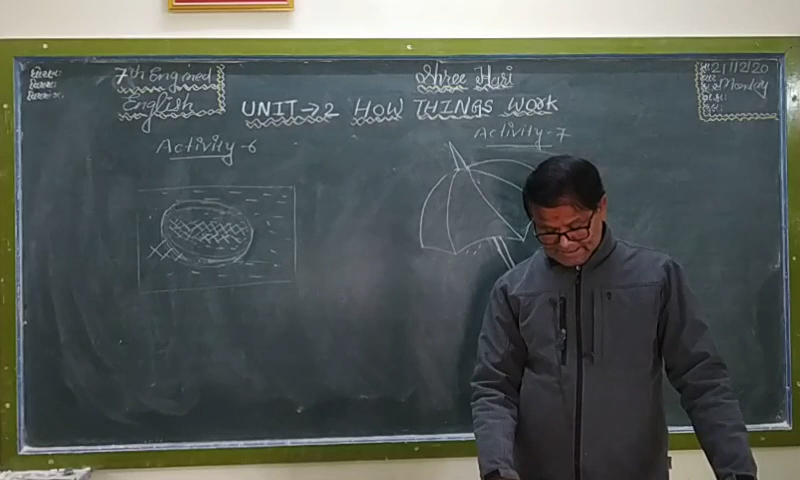 7th Eng med
English
Shree Hari
21/12/20
Monday
UNIT→2 HOW THINGS WORK
Activity-6
Activity-7